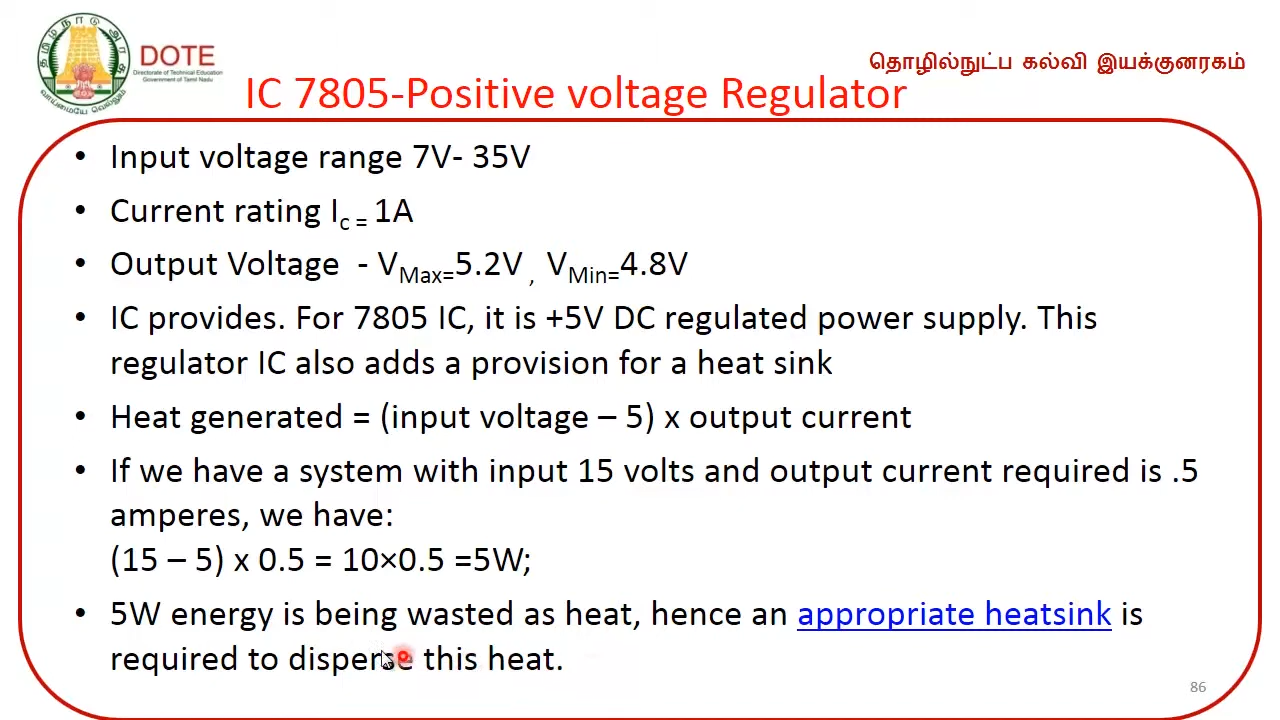 தமிழ்நாடு அரசு
வாய்மையே வெல்லும்
DOTE
Directorate of Technical Education
Government of Tamil Nadu
தொழில்நுட்ப கல்வி இயக்குனரகம்
IC 7805-Positive voltage Regulator
• Input voltage range 7V- 35V
• Current rating Ic = 1A
• Output Voltage - VMax=5.2V , VMin=4.8V
• IC provides. For 7805 IC, it is +5V DC regulated power supply. This
regulator IC also adds a provision for a heat sink
• Heat generated = (input voltage – 5) x output current
• If we have a system with input 15 volts and output current required is .5
amperes, we have:
(15 – 5) x 0.5 = 10×0.5 =5W;
• 5W energy is being wasted as heat, hence an appropriate heatsink is
required to disperse this heat.
86